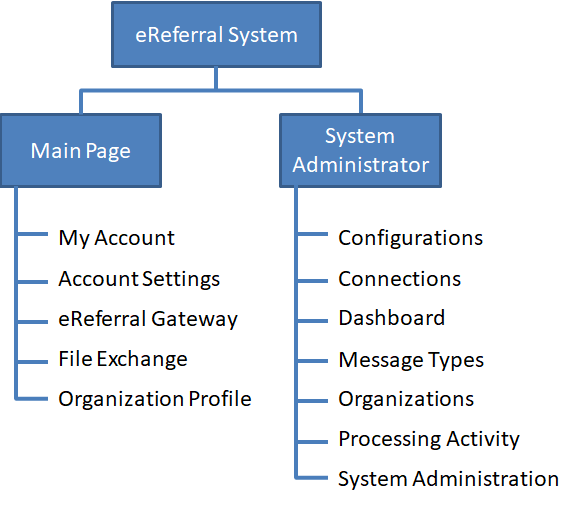 eReferral System
Main Page
System
Administrator
My Account
Account Settings
eReferral Gateway
File Exchange
Organization Profile
Configurations
Connections
Dashboard
Message Types
Organizations
Processing Activity
System Administration